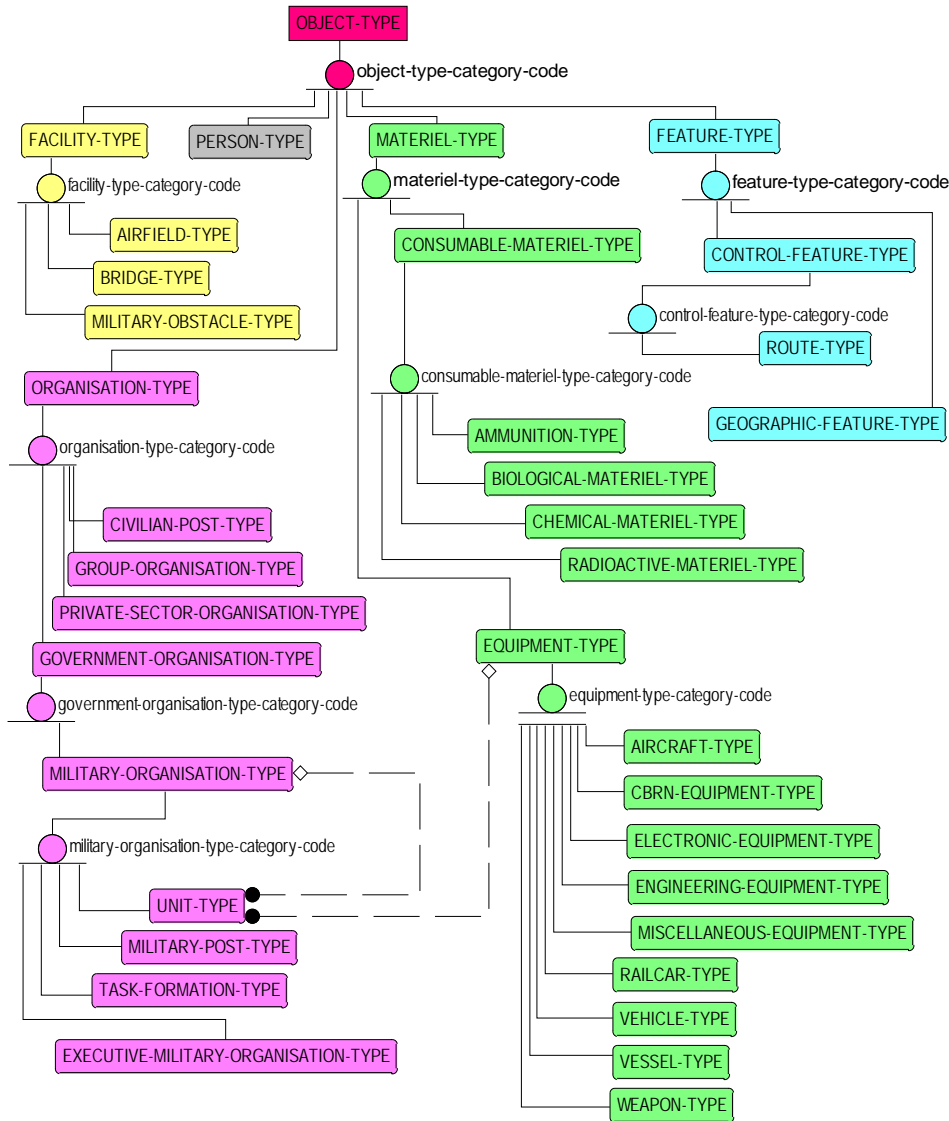 OBJECT-TYPE
object-type-category-code
FACILITY-TYPE
PERSON-TYPE
MATERIEL-TYPE
FEATURE-TYPE
facility-type-category-code
materiel-type-category-code
feature-type-category-code
AIRFIELD-TYPE
CONSUMABLE-MATERIEL-TYPE
CONTROL-FEATURE-TYPE
BRIDGE-TYPE
MILITARY-OBSTACLE-TYPE
control-feature-type-category-code
ROUTE-TYPE
ORGANISATION-TYPE
consumable-materiel-type-category-code
GEOGRAPHIC-FEATURE-TYPE
organisation-type-category-code
AMMUNITION-TYPE
BIOLOGICAL-MATERIEL-TYPE
CIVILIAN-POST-TYPE
CHEMICAL-MATERIEL-TYPE
GROUP-ORGANISATION-TYPE
RADIOACTIVE-MATERIEL-TYPE
PRIVATE-SECTOR-ORGANISATION-TYPE
GOVERNMENT-ORGANISATION-TYPE
EQUIPMENT-TYPE
government-organisation-type-category-code
equipment-type-category-code
AIRCRAFT-TYPE
MILITARY-ORGANISATION-TYPE
CBRN-EQUIPMENT-TYPE
military-organisation-type-category-code
ELECTRONIC-EQUIPMENT-TYPE
ENGINEERING-EQUIPMENT-TYPE
UNIT-TYPE
MISCELLANEOUS-EQUIPMENT-TYPE
MILITARY-POST-TYPE
RAILCAR-TYPE
TASK-FORMATION-TYPE
VEHICLE-TYPE
EXECUTIVE-MILITARY-ORGANISATION-TYPE
VESSEL-TYPE
WEAPON-TYPE